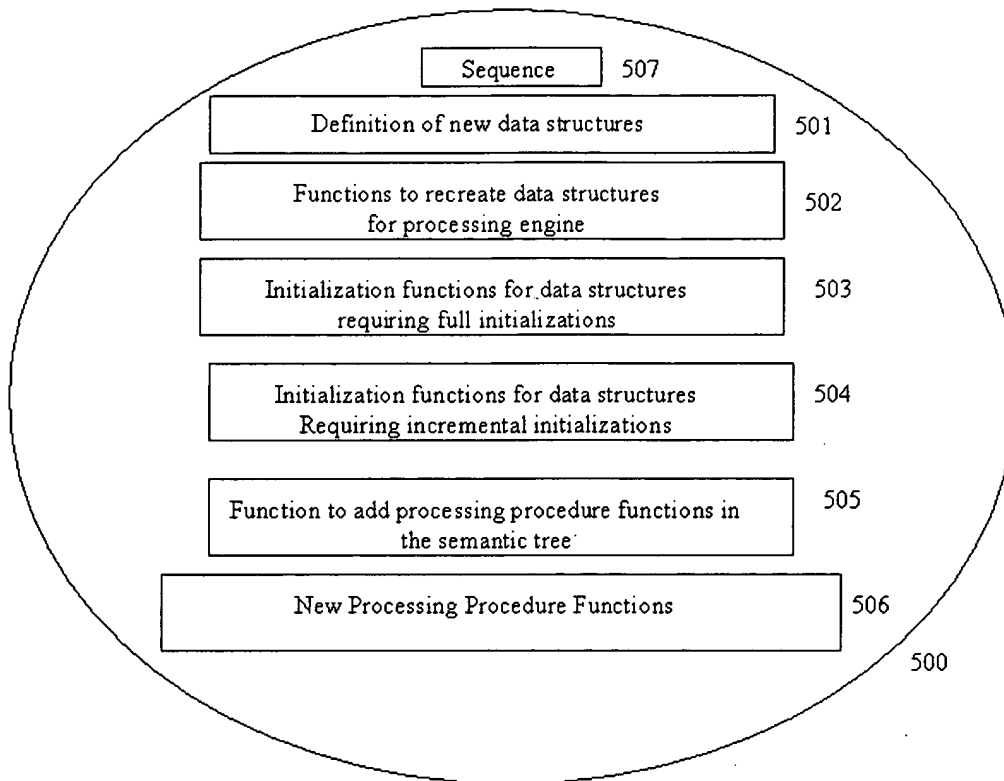 Sequence 507
Definition of new data structures 501
Functions to recreate data structures
for processing engine 502
Initialization functions for data structures
requiring full initializations 503
Initialization functions for data structures 504
Requiring incremental initializations
Function to add processing procedure functions in 505
the semantic tree
New Processing Procedure Functions 506
500